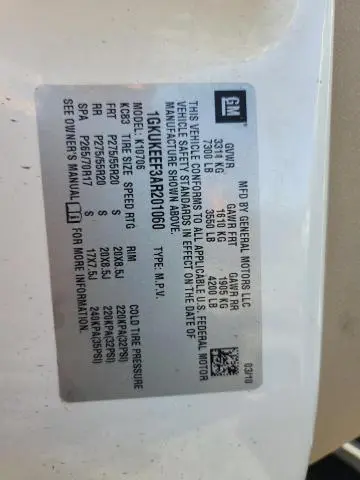 GM
MFD BY GENERAL MOTORS LLC
03/10
GVWR GAWR FRT GAWR RR
3311 KG 1610 KG 1905 KG
7300 LB 3550 LB 4200 LB
THIS VEHICLE CONFORMS TO ALL APPLICABLE U.S. FEDERAL MOTOR
VEHICLE SAFETY STANDARDS IN EFFECT ON THE DATE OF
MANUFACTURE SHOWN ABOVE.
1GKUKEEF3AR201060 TYPE: M.P.V.
MODEL: K10706
KC83 TIRE SIZE SPEED RTG RIM COLD TIRE PRESSURE
FRT P275/55R20 S 20X8.5J 220KPA(32PSI)
RR P275/55R20 S 20X8.5J 220KPA(32PSI)
SPA P265/70R17 S 17X7.5J 240KPA(35PSI)
SEE OWNER'S MANUAL FOR MORE INFORMATION.